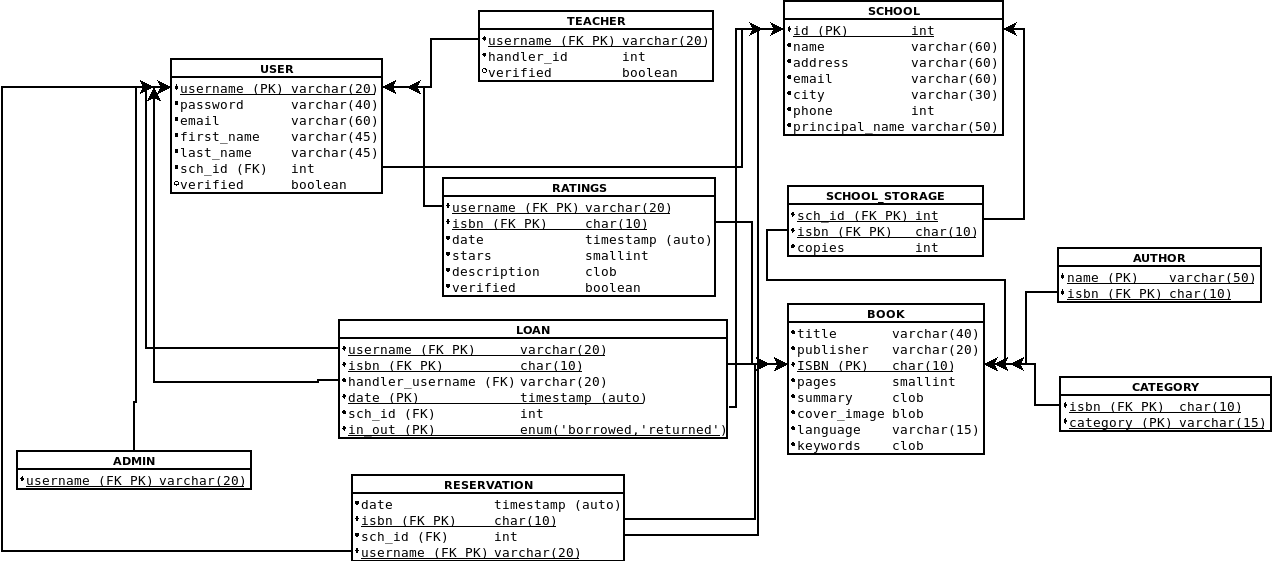 TEACHER
username (FK PK) varchar(20)
handler_id int
verified boolean
SCHOOL
id (PK) int
name varchar(60)
address varchar(60)
email varchar(60)
city varchar(30)
phone int
principal_name varchar(50)
USER
username (PK) varchar(20)
password varchar(40)
email varchar(60)
first_name varchar(45)
last_name varchar(45)
sch_id (FK) int
verified boolean
RATINGS
username (FK PK) varchar(20)
isbn (FK PK) char(10)
date timestamp (auto)
stars smallint
description clob
verified boolean
SCHOOL_STORAGE
sch_id (FK PK) int
isbn (FK PK) char(10)
copies int
AUTHOR
name (PK) varchar(50)
isbn (FK PK) char(10)
BOOK
title varchar(40)
publisher varchar(20)
ISBN (PK) char(10)
pages smallint
summary clob
cover_image blob
language varchar(15)
keywords clob
LOAN
username (FK PK) varchar(20)
isbn (FK PK) char(10)
handler_username (FK) varchar(20)
date (PK) timestamp (auto)
sch_id (FK) int
in_out (PK) enum('borrowed,'returned')
CATEGORY
isbn (FK PK) char(10)
category (PK) varchar(15)
ADMIN
username (FK PK) varchar(20)
RESERVATION
date timestamp (auto)
isbn (FK PK) char(10)
sch_id (FK) int
username (FK PK) varchar(20)